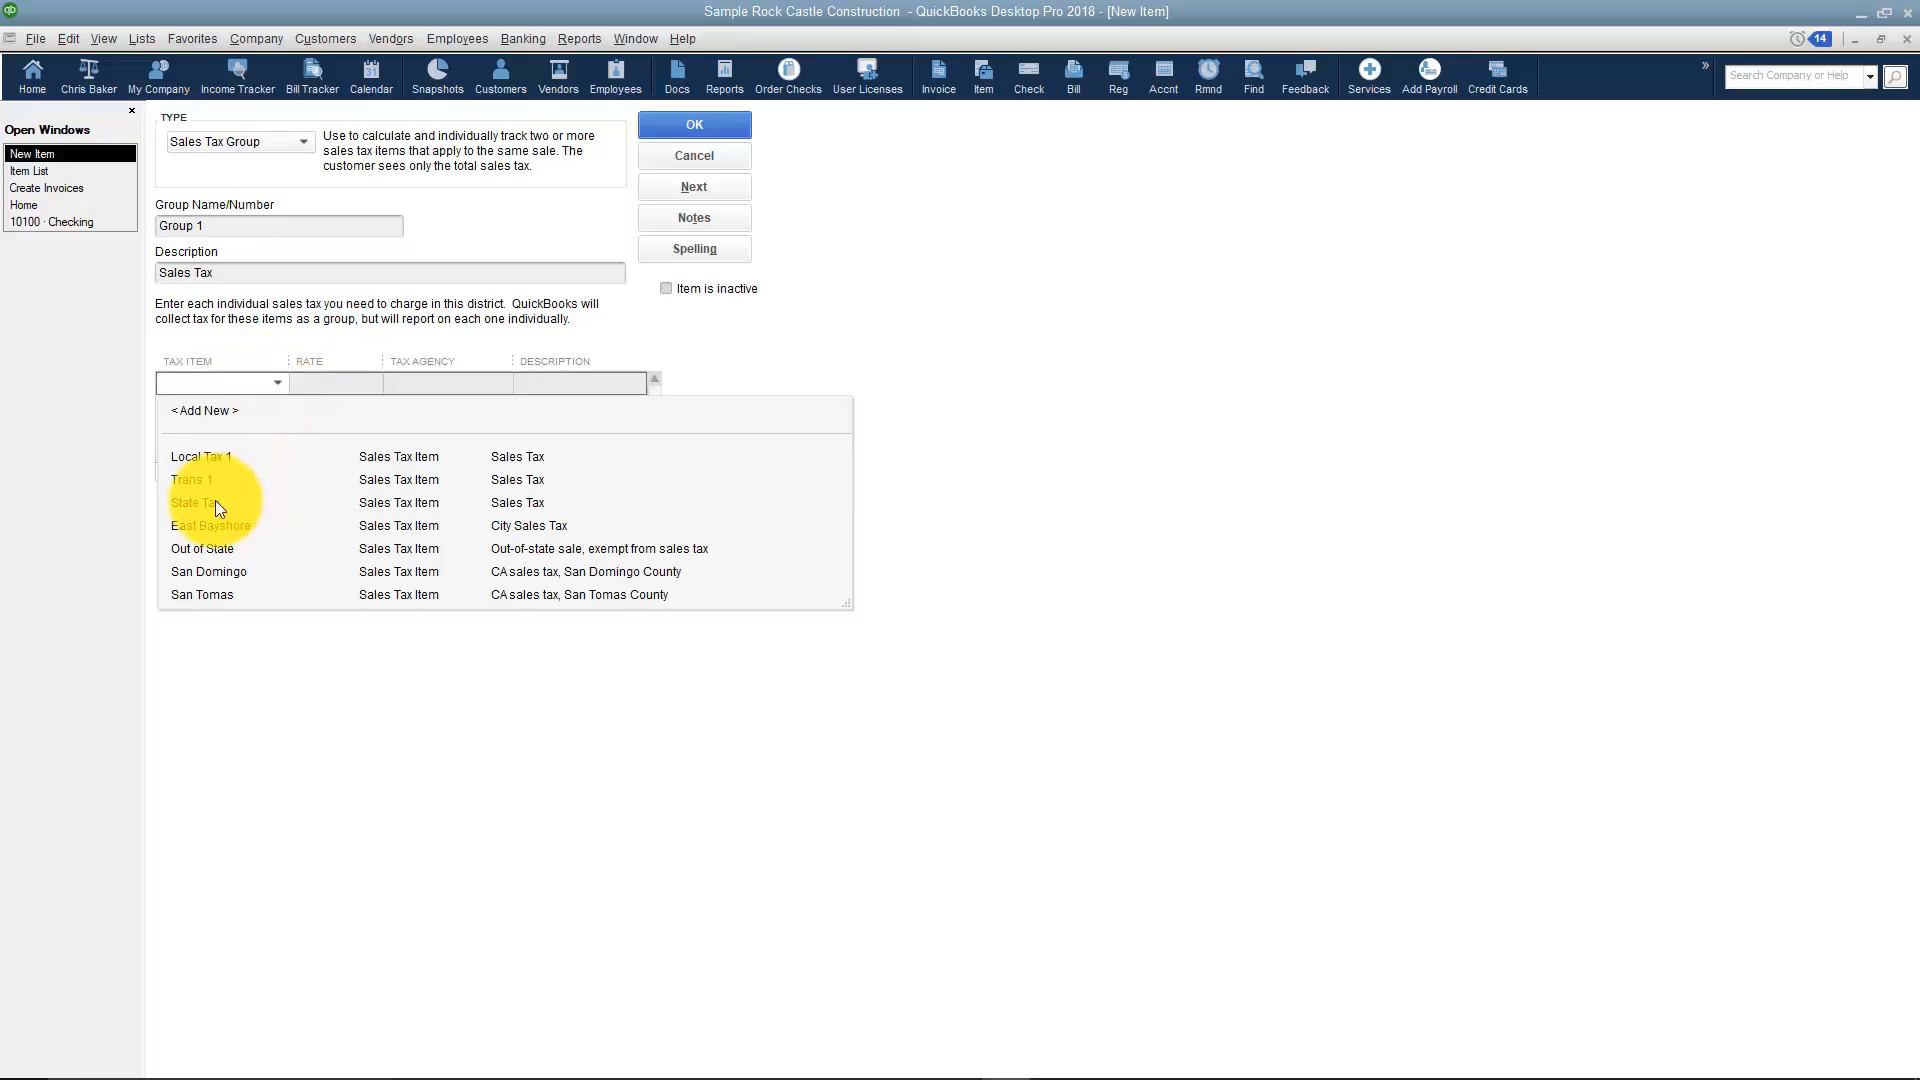 Sample Rock Castle Construction - QuickBooks Desktop Pro 2018 - [New Item]
File Edit View Lists Favorites Company Customers Vendors Employees Banking Reports Window Help
14
Home Chris Baker My Company Income Tracker Bill Tracker Calendar Snapshots Customers Vendors Employees Docs Reports Order Checks User Licenses Invoice Item Check Bill Reg Accnt Rmnd Find Feedback Services Add Payroll Credit Cards
Search Company or Help
Open Windows
New Item
Item List
Create Invoices
Home
10100 · Checking
TYPE
Sales Tax Group
Use to calculate and individually track two or more
sales tax items that apply to the same sale. The
customer sees only the total sales tax.
OK
Cancel
Next
Notes
Spelling
Item is inactive
Group Name/Number
Group 1
Description
Sales Tax
Enter each individual sales tax you need to charge in this district. QuickBooks will
collect tax for these items as a group, but will report on each one individually.
TAX ITEM RATE TAX AGENCY DESCRIPTION
< Add New >
Local Tax 1 Sales Tax Item Sales Tax
Trans 1 Sales Tax Item Sales Tax
State Tax Sales Tax Item Sales Tax
East Bayshore Sales Tax Item City Sales Tax
Out of State Sales Tax Item Out-of-state sale, exempt from sales tax
San Domingo Sales Tax Item CA sales tax, San Domingo County
San Tomas Sales Tax Item CA sales tax, San Tomas County